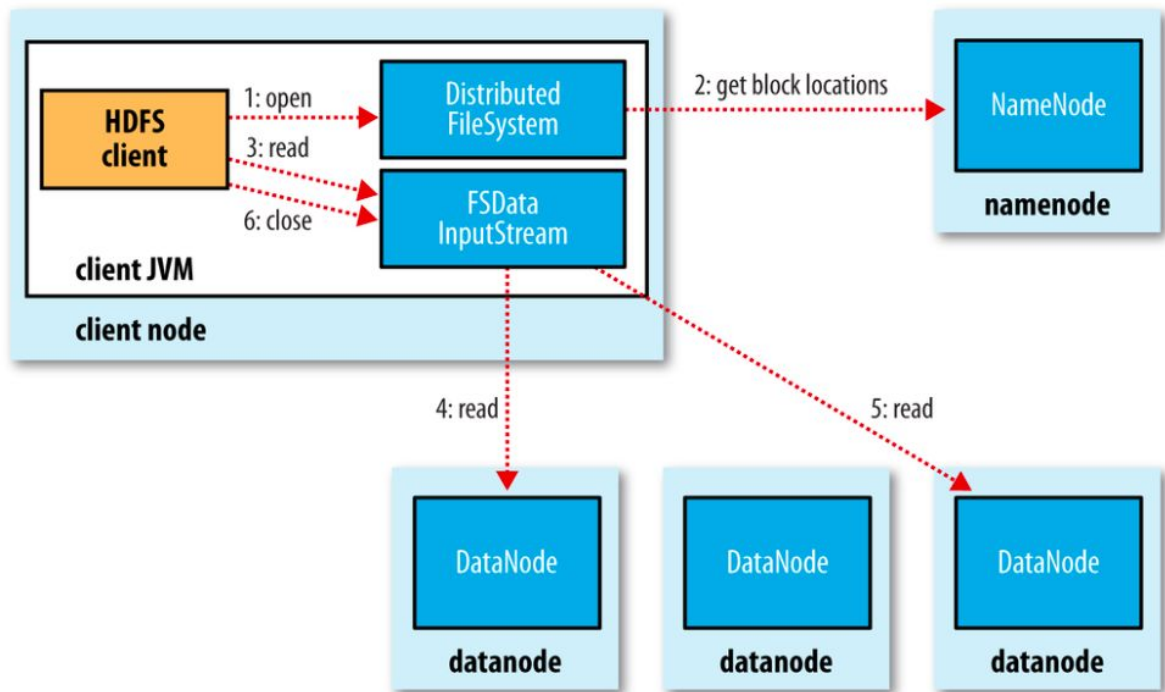 1: open
Distributed
FileSystem
2: get block locations
NameNode
HDFS
client
3: read
FSData
InputStream
6: close
namenode
client JVM
client node
4: read
5: read
DataNode
DataNode
DataNode
datanode
datanode
datanode